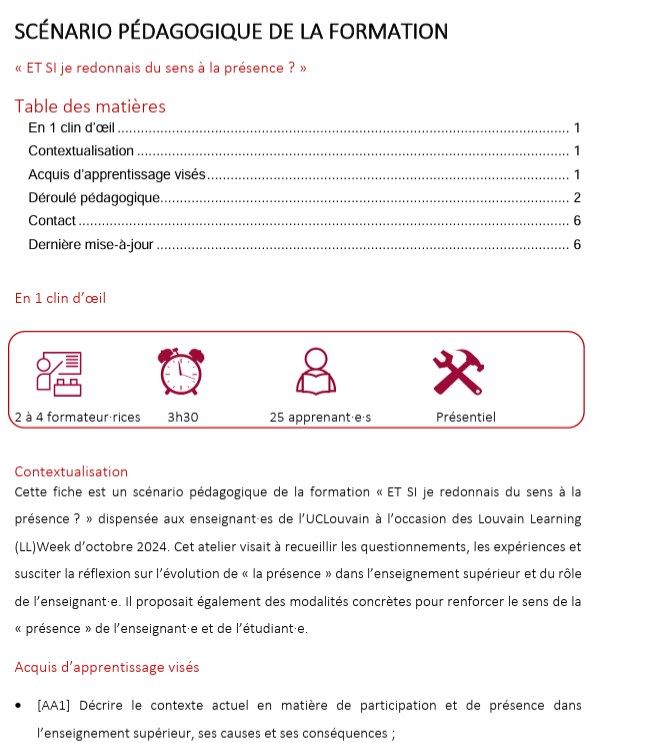 SCÉNARIO PÉDAGOGIQUE DE LA FORMATION
« ET SI je redonnais du sens à la présence ? »
Table des matières
En 1 clin d’œil ................................................................ 1
Contextualisation ................................................................ 1
Acquis d’apprentissage visés................................................................ 1
Déroulé pédagogique................................................................ 2
Contact ................................................................ 6
Dernière mise-à-jour ................................................................ 6
En 1 clin d’œil
2 à 4 formateur·rices 3h30 25 apprenant·e·s Présentiel
Contextualisation
Cette fiche est un scénario pédagogique de la formation « ET SI je redonnais du sens à la
présence ? » dispensée aux enseignant·es de l’UCLouvain à l’occasion des Louvain Learning
(LL)Week d’octobre 2024. Cet atelier visait à recueillir les questionnements, les expériences et
susciter la réflexion sur l’évolution de « la présence » dans l’enseignement supérieur et du rôle
de l’enseignant·e. Il proposait également des modalités concrètes pour renforcer le sens de la
« présence » de l’enseignant·e et de l’étudiant·e.
Acquis d’apprentissage visés
• [AA1] Décrire le contexte actuel en matière de participation et de présence dans
l’enseignement supérieur, ses causes et ses conséquences ;